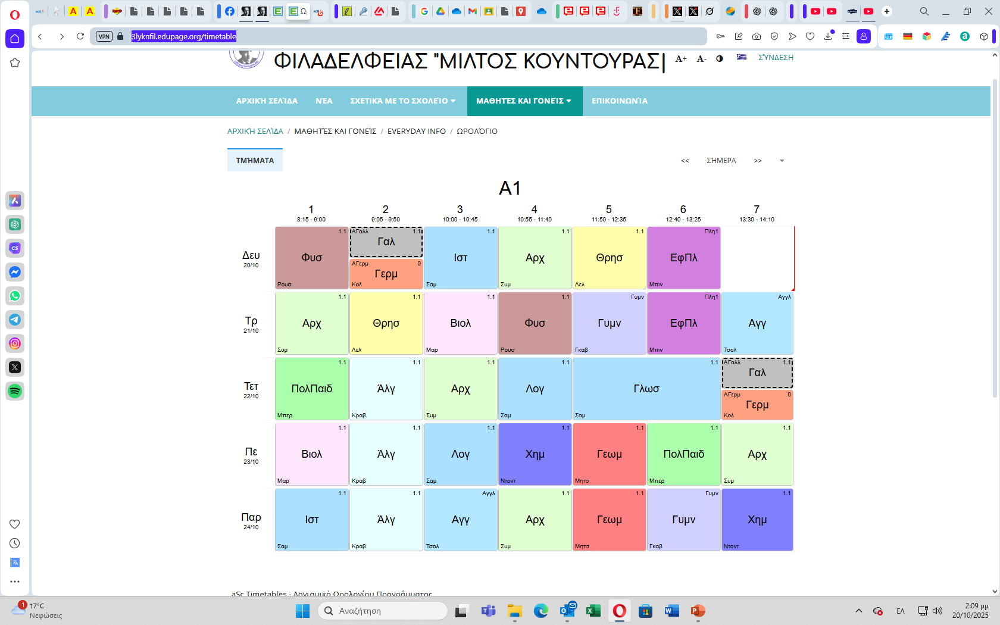 VPN 3lyknfil.edupage.org/timetable
ΦΙΛΑΔΕΛΦΕΙΑΣ "ΜΙΛΤΟΣ ΚΟΥΝΤΟΥΡΑΣ| A+ A- ΣΎΝΔΕΣΗ
ΑΡΧΙΚΉ ΣΕΛΊΔΑ ΝΈΑ ΣΧΕΤΙΚΆ ΜΕ ΤΟ ΣΧΟΛΕΊΟ ΜΑΘΗΤΈΣ ΚΑΙ ΓΟΝΕΊΣ ΕΠΙΚΟΙΝΩΝΊΑ
ΑΡΧΙΚΉ ΣΕΛΊΔΑ / ΜΑΘΗΤΈΣ ΚΑΙ ΓΟΝΕΊΣ / EVERYDAY INFO / ΩΡΟΛΌΓΙΟ
ΤΜΉΜΑΤΑ << ΣΉΜΕΡΑ >>
Α1
1 2 3 4 5 6 7
8:15 - 9:00 9:05 - 9:50 10:00 - 10:45 10:55 - 11:40 11:50 - 12:35 12:40 - 13:25 13:30 - 14:10
1.1 ΑΓαλλ 1.1 1.1 1.1 1.1 Πλη1
Δευ Φυσ Γαλ Ιστ Αρχ Θρησ ΕφΠλ
20/10 ΑΓερμ 0
Γερμ
Ρουσ Κολ Σαμ Συμ Λελ Μπιν
1.1 1.1 1.1 1.1 Γυμν Πλη1 Αγγλ
Τρ Αρχ Θρησ Βιολ Φυσ Γυμν ΕφΠλ Αγγ
21/10
Συμ Λελ Μαρ Ρουσ Γκαβ Μπιν Τσολ
1.1 1.1 1.1 1.1 1.1 ΑΓαλλ 1.1
Τετ ΠολΠαιδ Άλγ Αρχ Λογ Γλωσ Γαλ
22/10 ΑΓερμ 0
Γερμ
Μπερ Κραβ Συμ Σαμ Σαμ Κολ
1.1 1.1 1.1 1.1 1.1 1.1 1.1
Πε Βιολ Άλγ Λογ Χημ Γεωμ ΠολΠαιδ Αρχ
23/10
Μαρ Κραβ Σαμ Ντοντ Μητσ Μπερ Συμ
1.1 1.1 Αγγλ 1.1 1.1 Γυμν 1.1
Παρ Ιστ Άλγ Αγγ Αρχ Γεωμ Γυμν Χημ
24/10
Σαμ Κραβ Τσολ Συμ Μητσ Γκαβ Ντοντ
aSc Timetables - Λογισμικό Ωρολογίου Προγράμματος
1 17°C
Νεφώσεις
Αναζήτηση
ΕΛ
2:09 μμ
20/10/2025